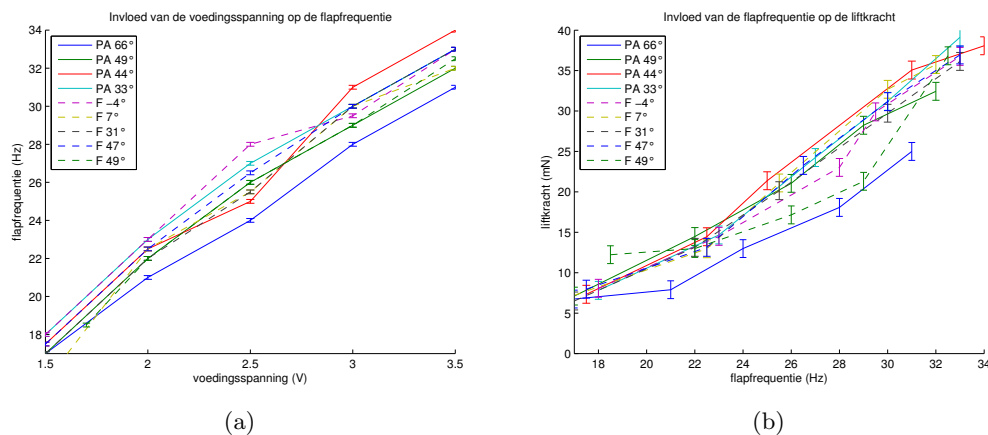 Invloed van de voedingsspanning op de flapfrequentie
34
32
30
28
26
24
22
20
18
flapfrequentie (Hz)
PA 66°
PA 49°
PA 44°
PA 33°
F −4°
F 7°
F 31°
F 47°
F 49°
1.5 2 2.5 3 3.5
voedingsspanning (V)
(a)
Invloed van de flapfrequentie op de liftkracht
40
35
30
25
20
15
10
5
0
liftkracht (mN)
PA 66°
PA 49°
PA 44°
PA 33°
F −4°
F 7°
F 31°
F 47°
F 49°
18 20 22 24 26 28 30 32 34
flapfrequentie (Hz)
(b)